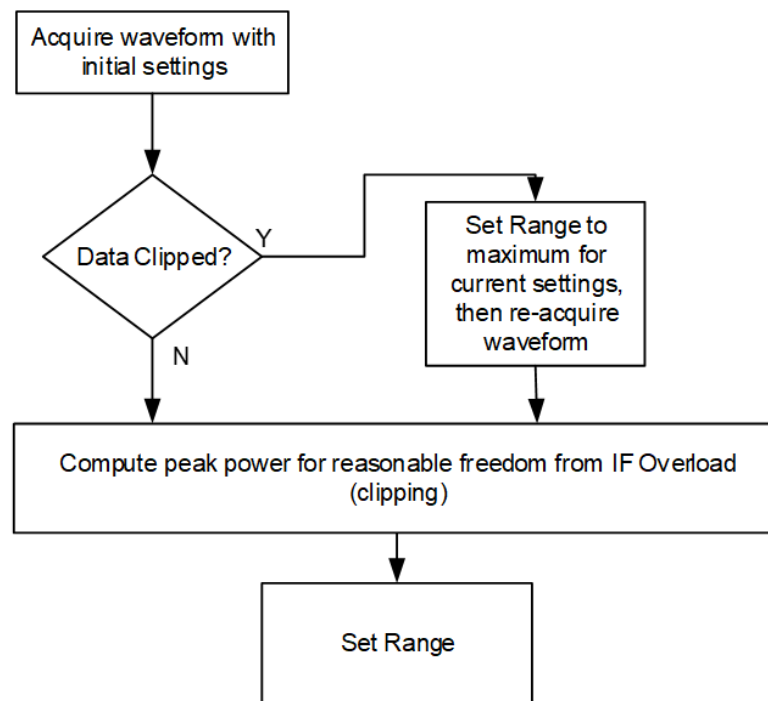 Acquire waveform with
initial settings
Data Clipped?
Y
N
Set Range to
maximum for
current settings,
then re-acquire
waveform
Compute peak power for reasonable freedom from IF Overload
(clipping)
Set Range